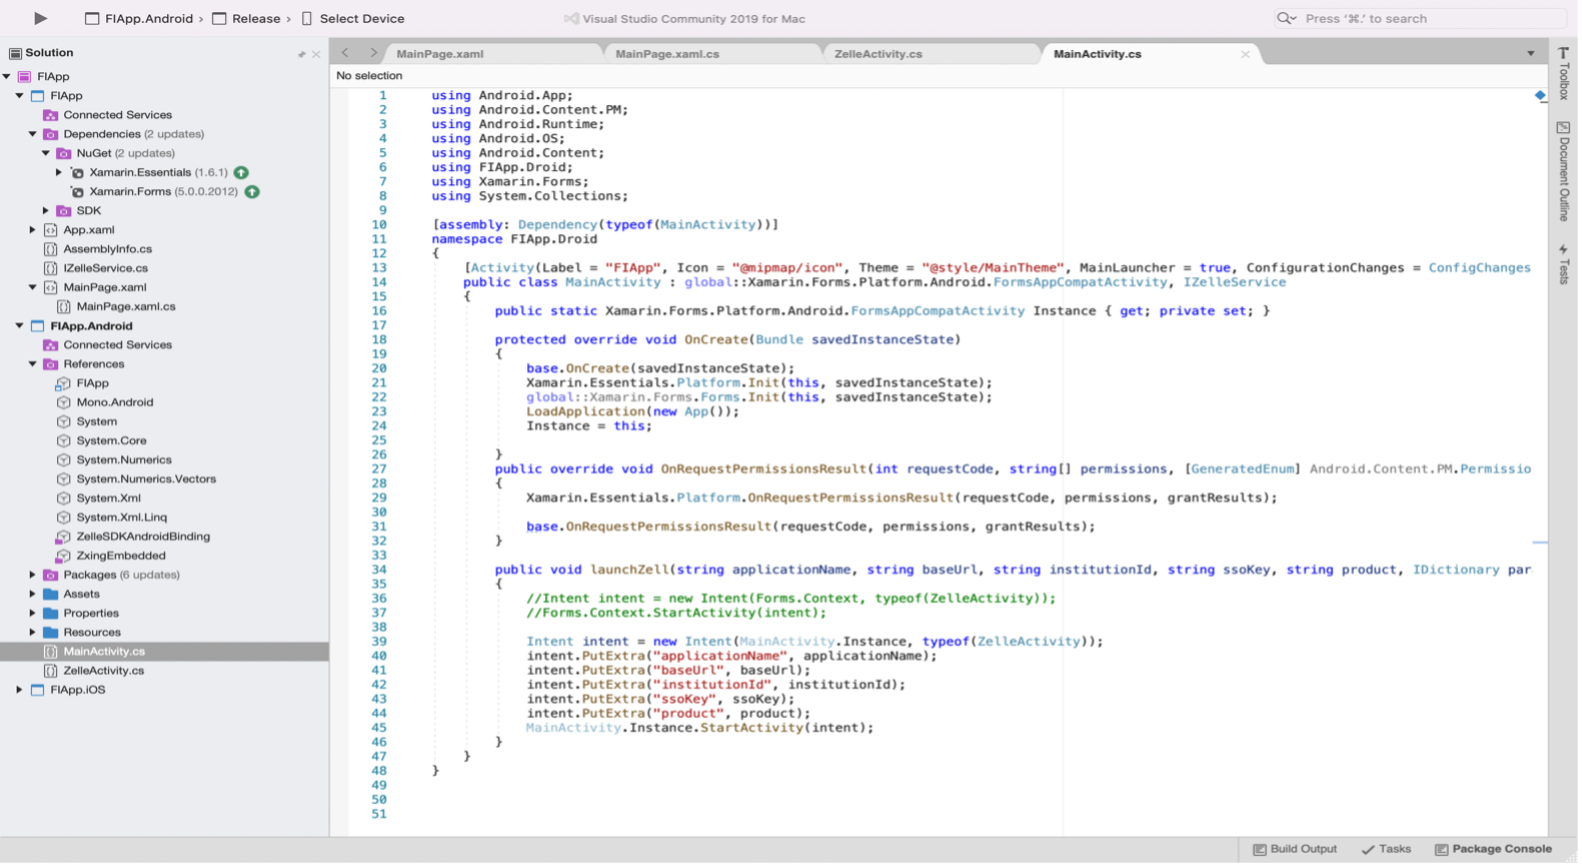 FIApp.Android › Release › Select Device
Visual Studio Community 2019 for Mac
Press '⌘.' to search
Solution
FIApp
FIApp
Connected Services
Dependencies (2 updates)
NuGet (2 updates)
Xamarin.Essentials (1.6.1)
Xamarin.Forms (5.0.0.2012)
SDK
App.xaml
AssemblyInfo.cs
IZelleService.cs
MainPage.xaml
MainPage.xaml.cs
FIApp.Android
Connected Services
References
FIApp
Mono.Android
System
System.Core
System.Numerics
System.Numerics.Vectors
System.Xml
System.Xml.Linq
ZelleSDKAndroidBinding
ZxingEmbedded
Packages (6 updates)
Assets
Properties
Resources
MainActivity.cs
ZelleActivity.cs
FIApp.iOS
MainPage.xaml
MainPage.xaml.cs
ZelleActivity.cs
MainActivity.cs
No selection
1 using Android.App;
2 using Android.Content.PM;
3 using Android.Runtime;
4 using Android.OS;
5 using Android.Content;
6 using FIApp.Droid;
7 using Xamarin.Forms;
8 using System.Collections;
9
10 [assembly: Dependency(typeof(MainActivity))]
11 namespace FIApp.Droid
12 {
13 [Activity(Label = "FIApp", Icon = "@mipmap/icon", Theme = "@style/MainTheme", MainLauncher = true, ConfigurationChanges = ConfigChanges
14 public class MainActivity : global::Xamarin.Forms.Platform.Android.FormsAppCompatActivity, IZelleService
15 {
16 public static Xamarin.Forms.Platform.Android.FormsAppCompatActivity Instance { get; private set; }
17
18 protected override void OnCreate(Bundle savedInstanceState)
19 {
20 base.OnCreate(savedInstanceState);
21 Xamarin.Essentials.Platform.Init(this, savedInstanceState);
22 global::Xamarin.Forms.Forms.Init(this, savedInstanceState);
23 LoadApplication(new App());
24 Instance = this;
25
26 }
27 public override void OnRequestPermissionsResult(int requestCode, string[] permissions, [GeneratedEnum] Android.Content.PM.Permissio
28 {
29 Xamarin.Essentials.Platform.OnRequestPermissionsResult(requestCode, permissions, grantResults);
30
31 base.OnRequestPermissionsResult(requestCode, permissions, grantResults);
32 }
33
34 public void launchZell(string applicationName, string baseUrl, string institutionId, string ssoKey, string product, IDictionary par
35 {
36 //Intent intent = new Intent(Forms.Context, typeof(ZelleActivity));
37 //Forms.Context.StartActivity(intent);
38
39 Intent intent = new Intent(MainActivity.Instance, typeof(ZelleActivity));
40 intent.PutExtra("applicationName", applicationName);
41 intent.PutExtra("baseUrl", baseUrl);
42 intent.PutExtra("institutionId", institutionId);
43 intent.PutExtra("ssoKey", ssoKey);
44 intent.PutExtra("product", product);
45 MainActivity.Instance.StartActivity(intent);
46 }
47 }
48 }
49
50
51
Toolbox
Document Outline
Tests
Build Output
Tasks
Package Console